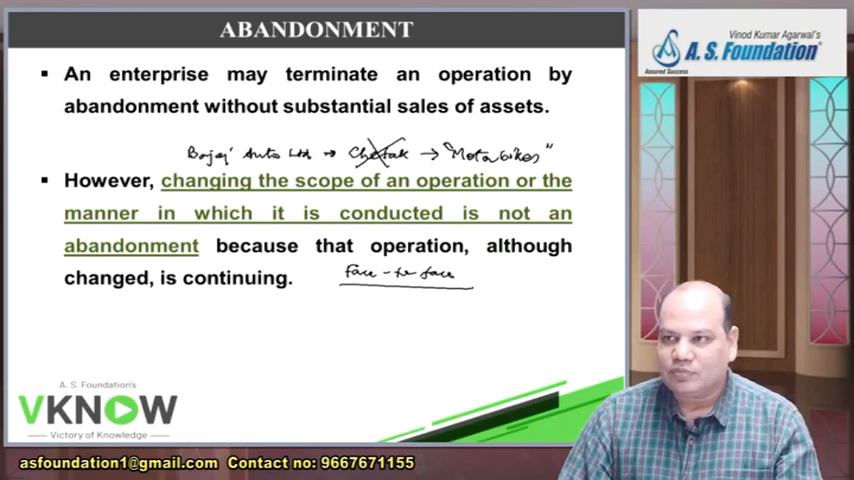 ABANDONMENT
Vinod Kumar Agarwal's
A. S. Foundation®
Assured Success
▪ An enterprise may terminate an operation by
abandonment without substantial sales of assets.
Bajaj Auto Ltd → Chetak → "Motorbikes"
▪ However, changing the scope of an operation or the
manner in which it is conducted is not an
abandonment because that operation, although
changed, is continuing.
Face-to-face
A. S. Foundation's
VKNOW
Victory of Knowledge
asfoundation1@gmail.com Contact no: 9667671155